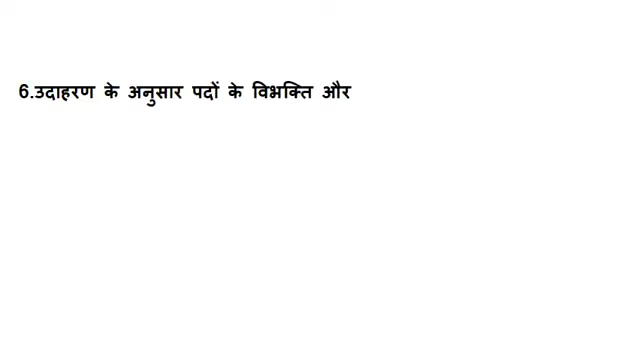 6.उदाहरण के अनुसार पदों के विभक्ति और